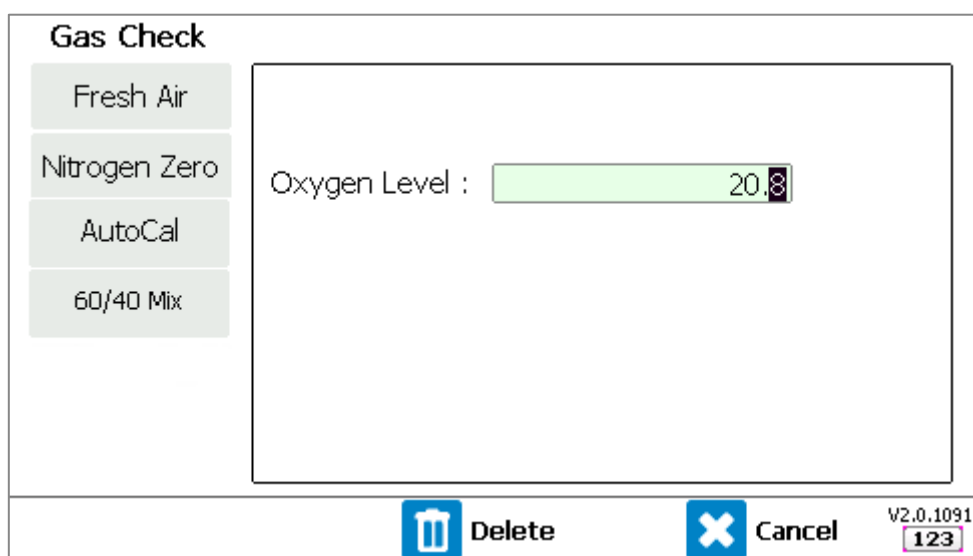 Gas Check
Fresh Air
Nitrogen Zero
AutoCal
60/40 Mix
Oxygen Level : 20.8
Delete
Cancel
V2.0.1091
123